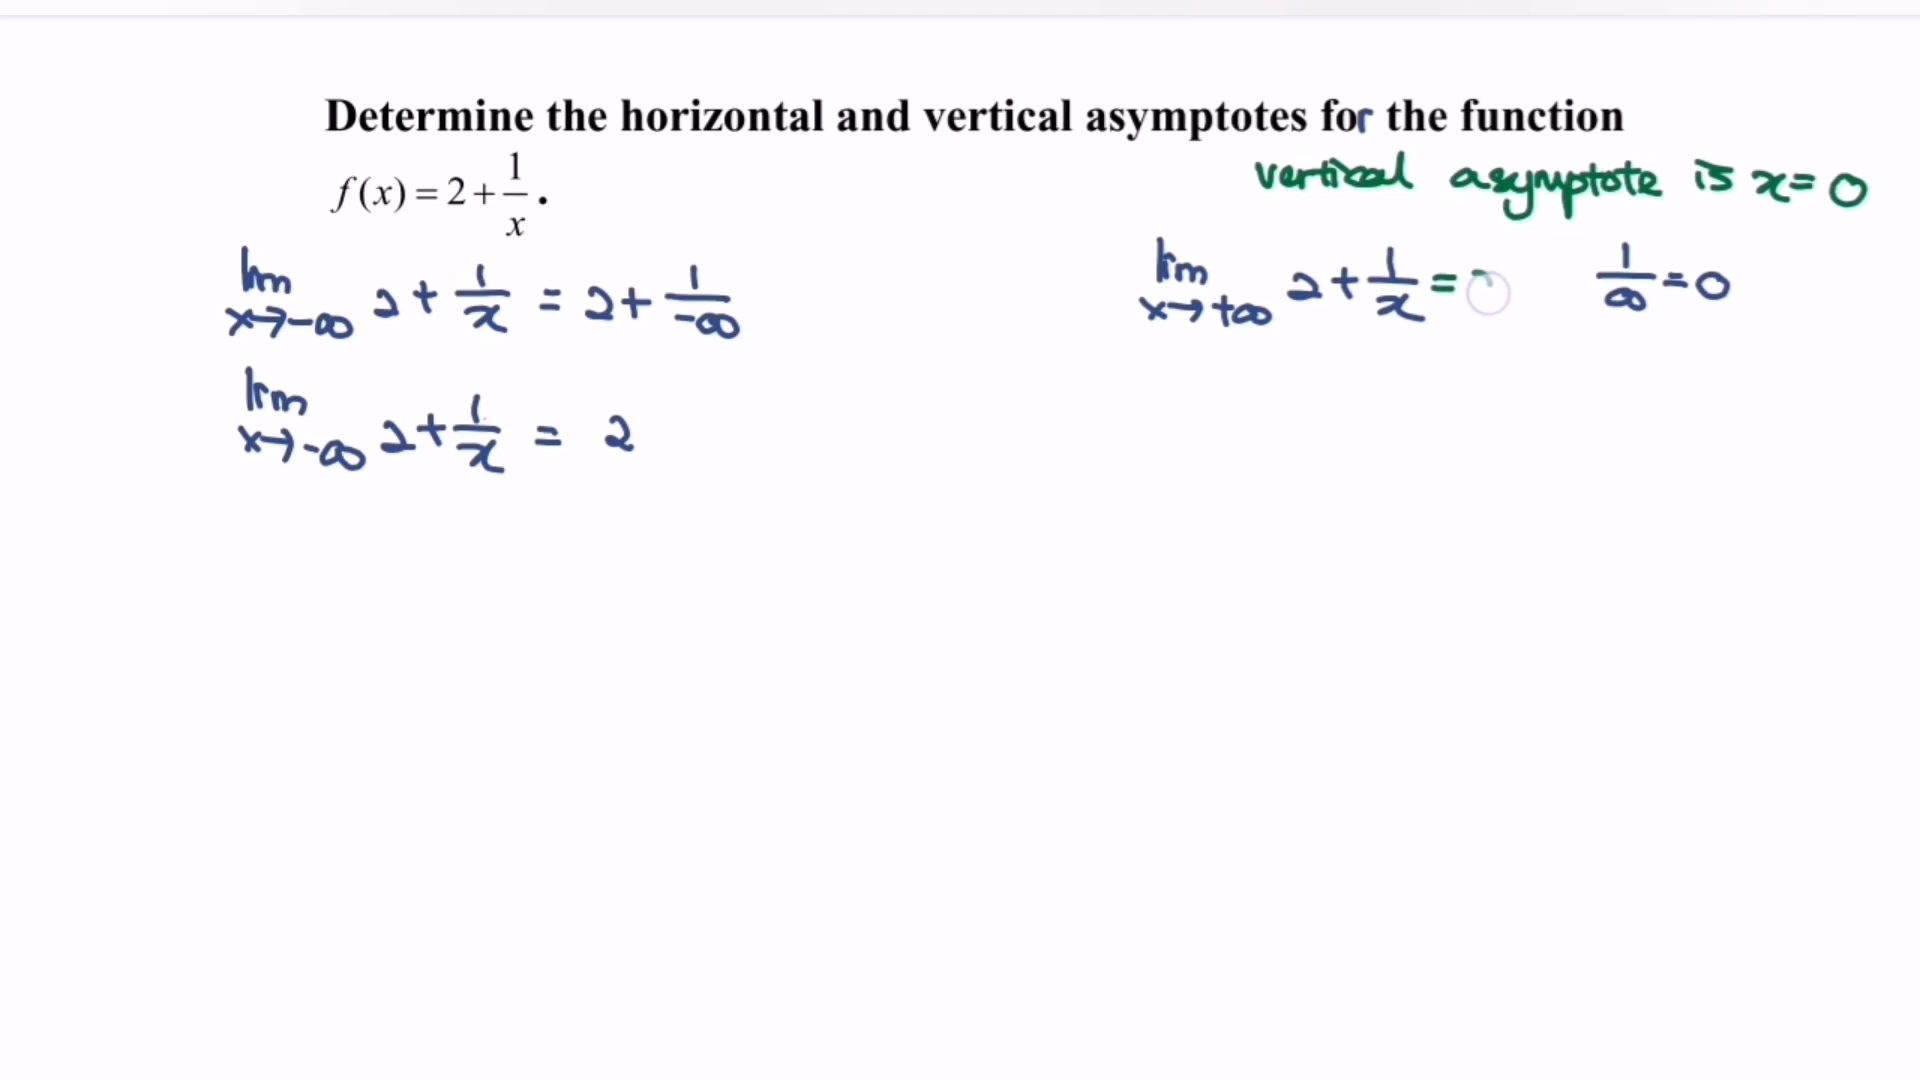 Determine the horizontal and vertical asymptotes for the function
f(x) = 2 + 1/x .
vertical asymptote is x = 0
lim x→-∞ 2 + 1/x = 2 + 1/-∞
lim x→-∞ 2 + 1/x = 2
lim x→+∞ 2 + 1/x =
1/∞ = 0